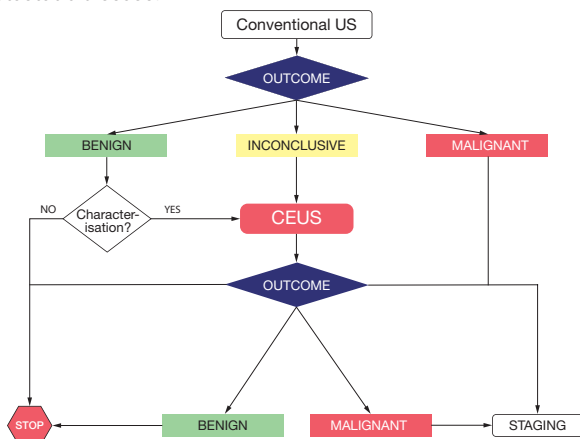 Conventional US
OUTCOME
BENIGN
INCONCLUSIVE
MALIGNANT
NO
Character-
isation?
YES
CEUS
OUTCOME
STOP
BENIGN
MALIGNANT
STAGING